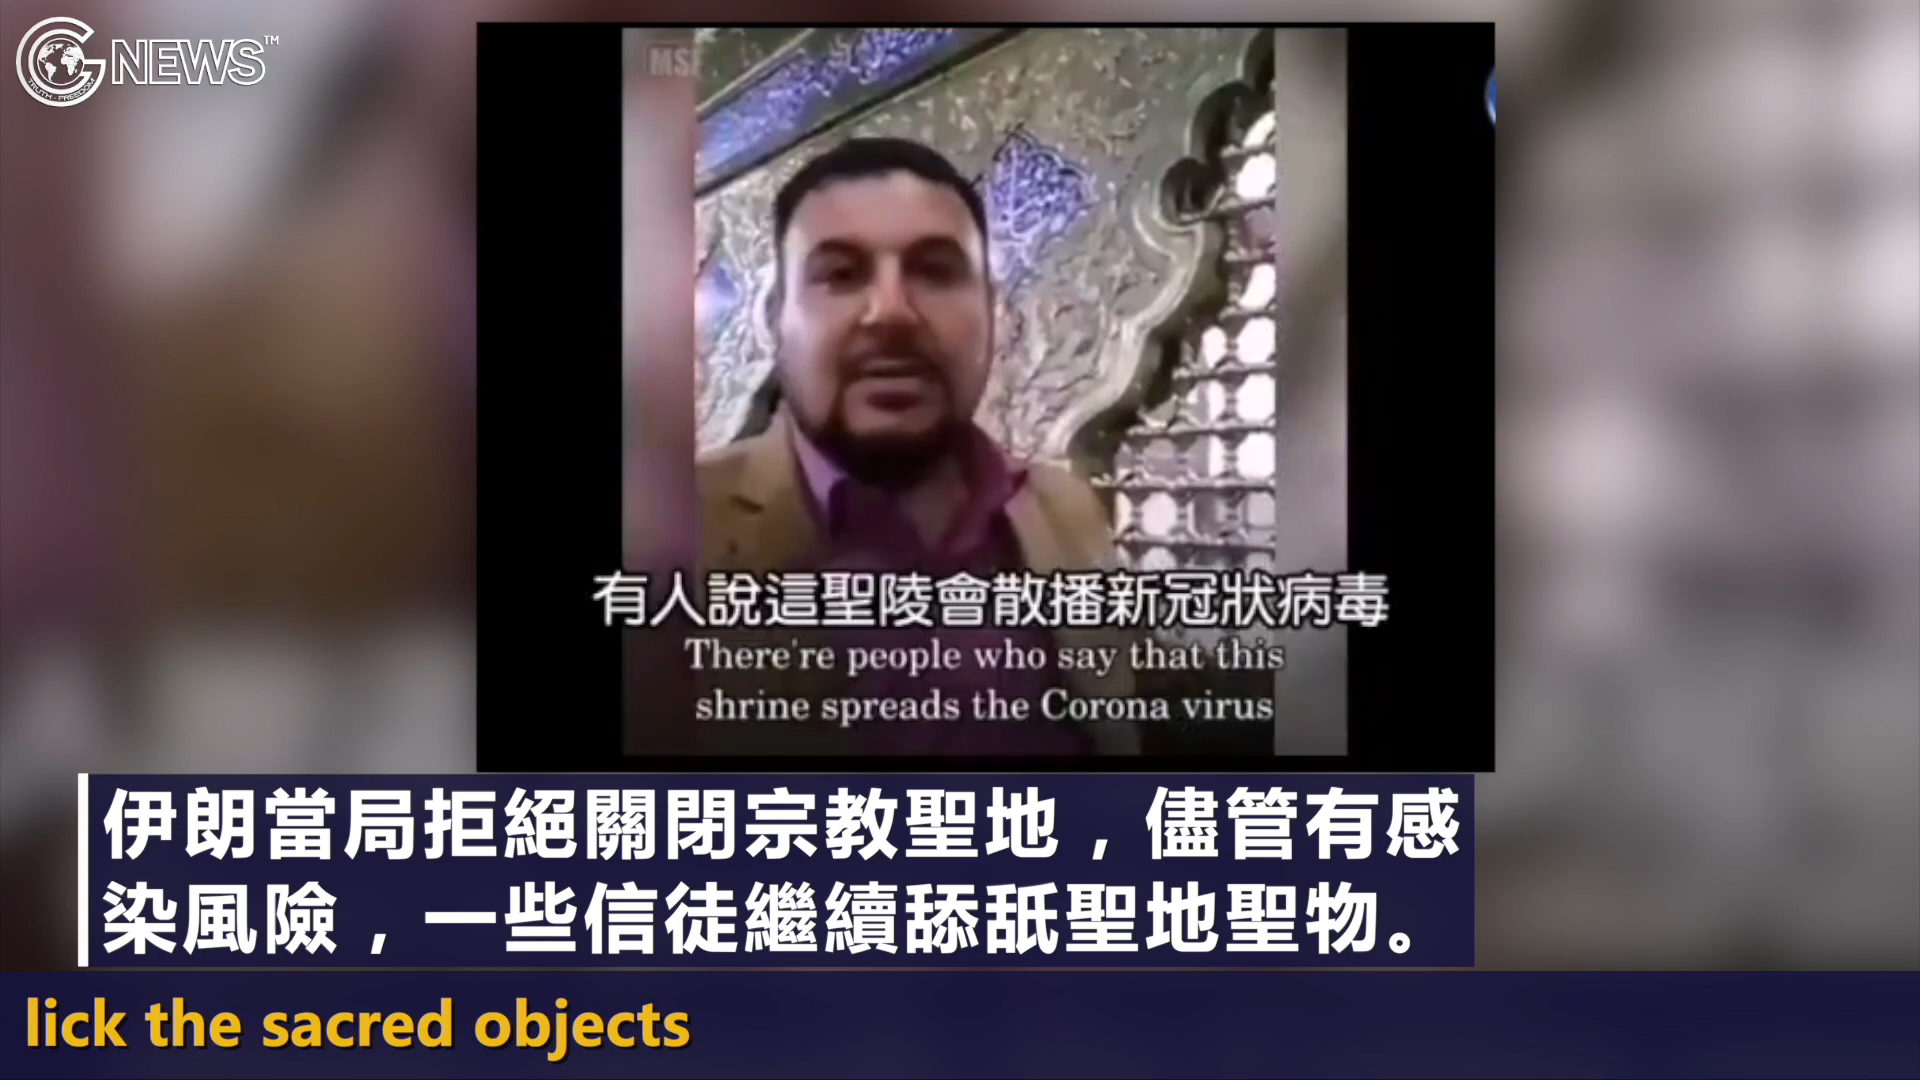 G NEWS™
TRUTH · FREEDOM
有人說這聖陵會散播新冠狀病毒
There're people who say that this
shrine spreads the Corona virus
伊朗當局拒絕關閉宗教聖地，儘管有感
染風險，一些信徒繼續舔舐聖地聖物。
lick the sacred objects